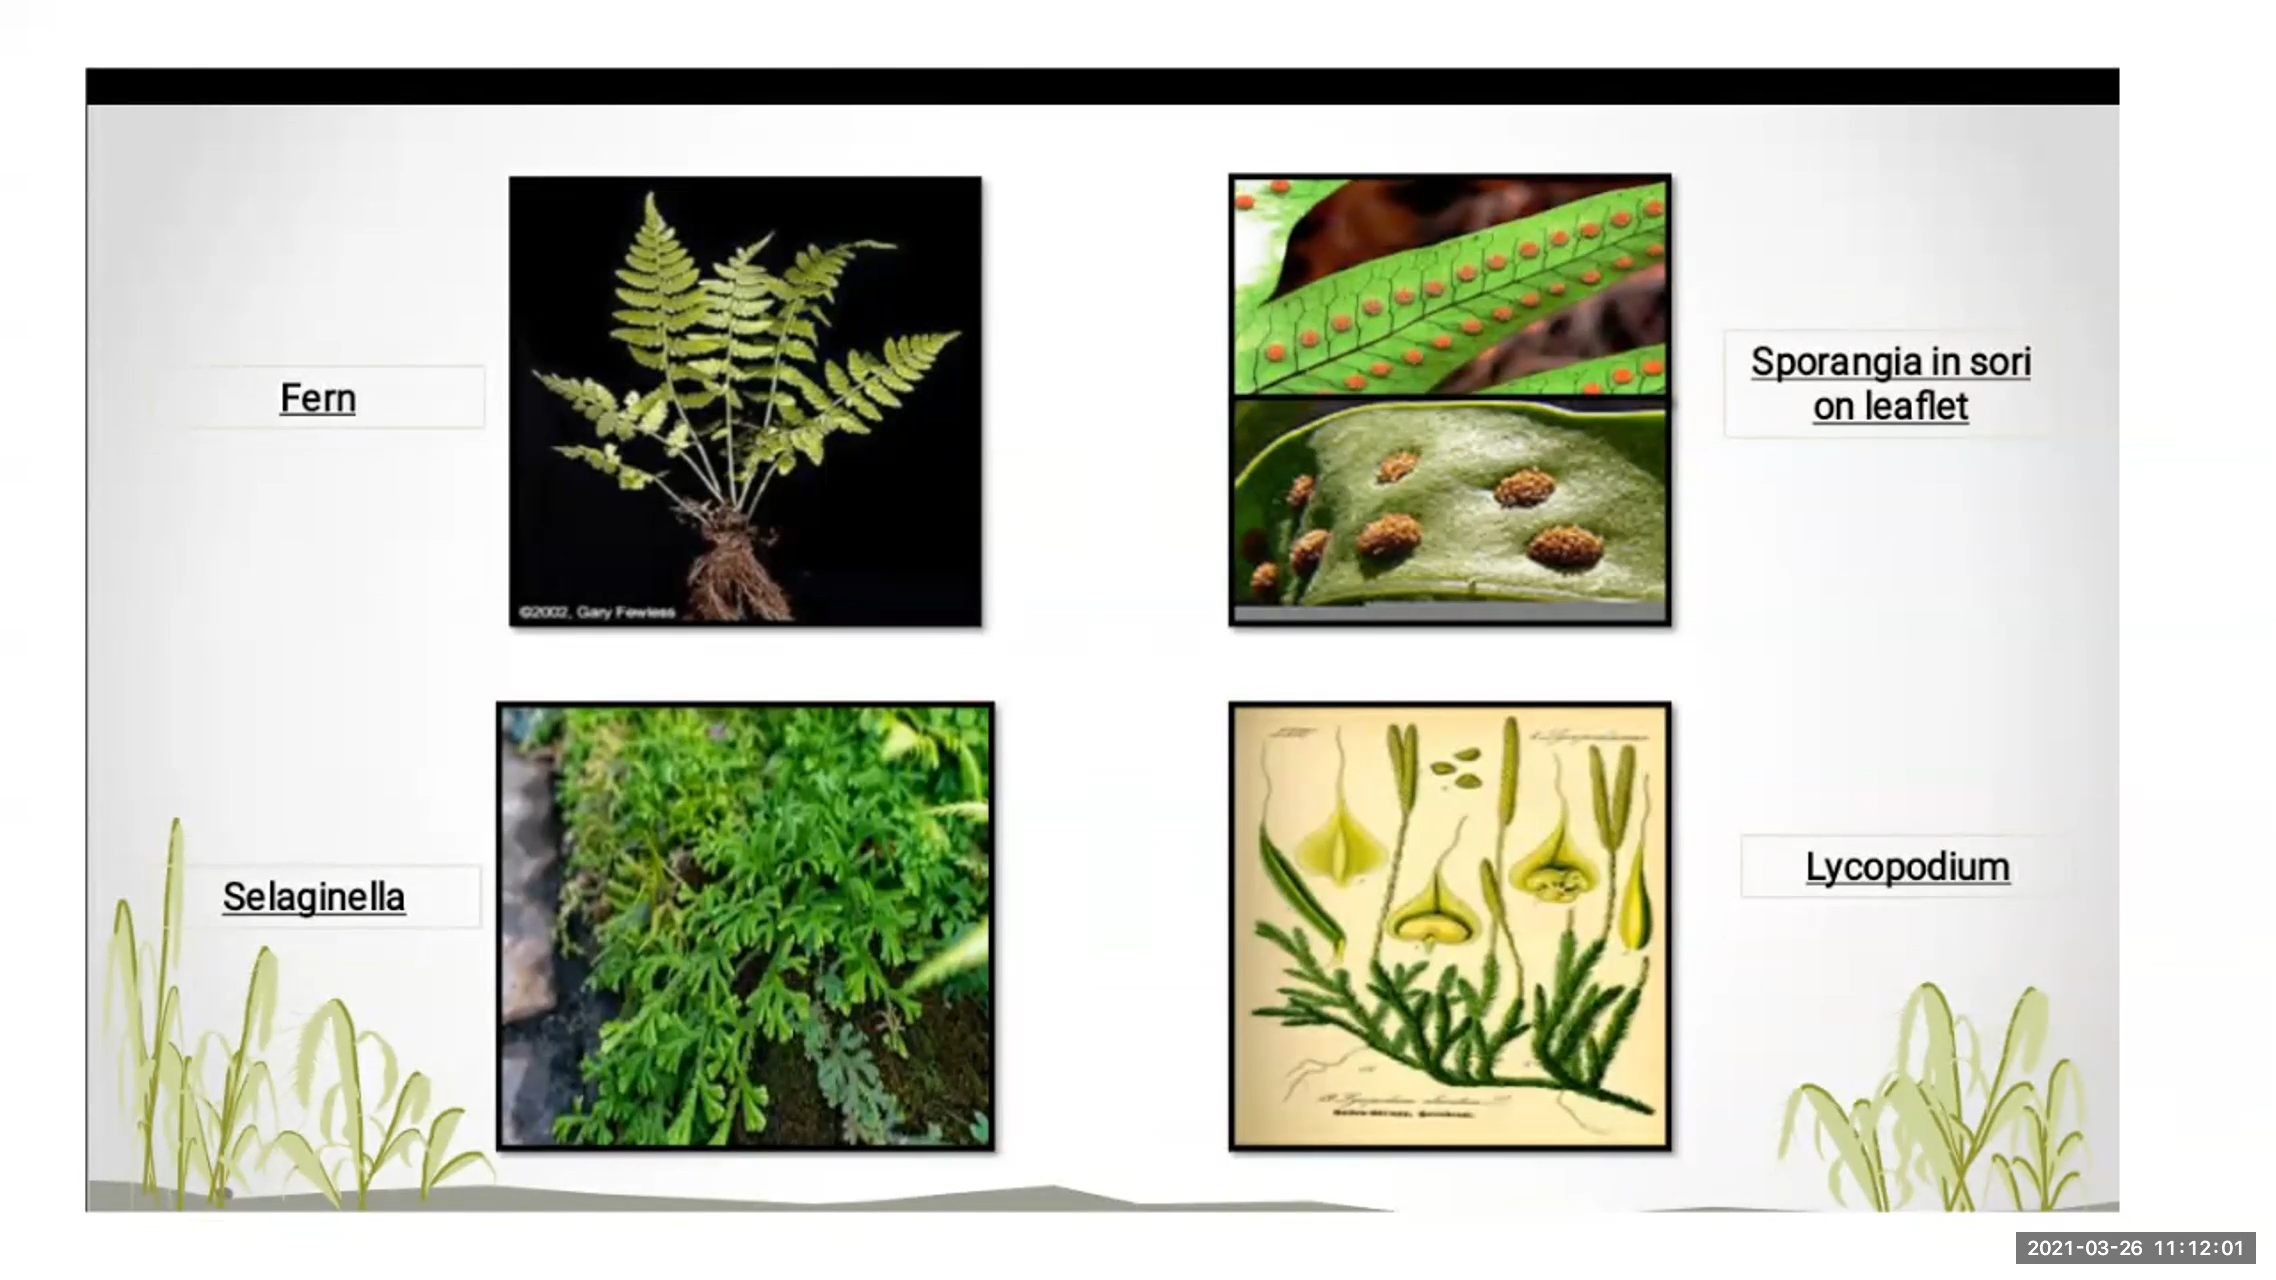 Fern
©2002, Gary Fewless
Sporangia in sori
on leaflet
Selaginella
Lycopodium
2021-03-26 11:12:01